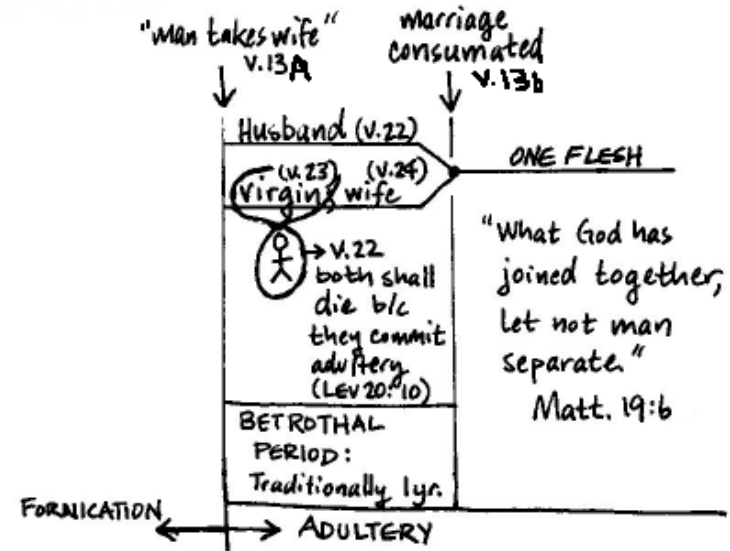 "man takes wife"
v.13A
marriage
consumated
v.13b
Husband (v.22)
(v.23) (v.24)
virgin; wife
ONE FLESH
v.22
both shall
die b/c
they commit
adultery
(LEV 20:10)
"What God has
joined together,
let not man
separate."
Matt. 19:6
BETROTHAL
PERIOD:
Traditionally 1yr.
FORNICATION
ADULTERY